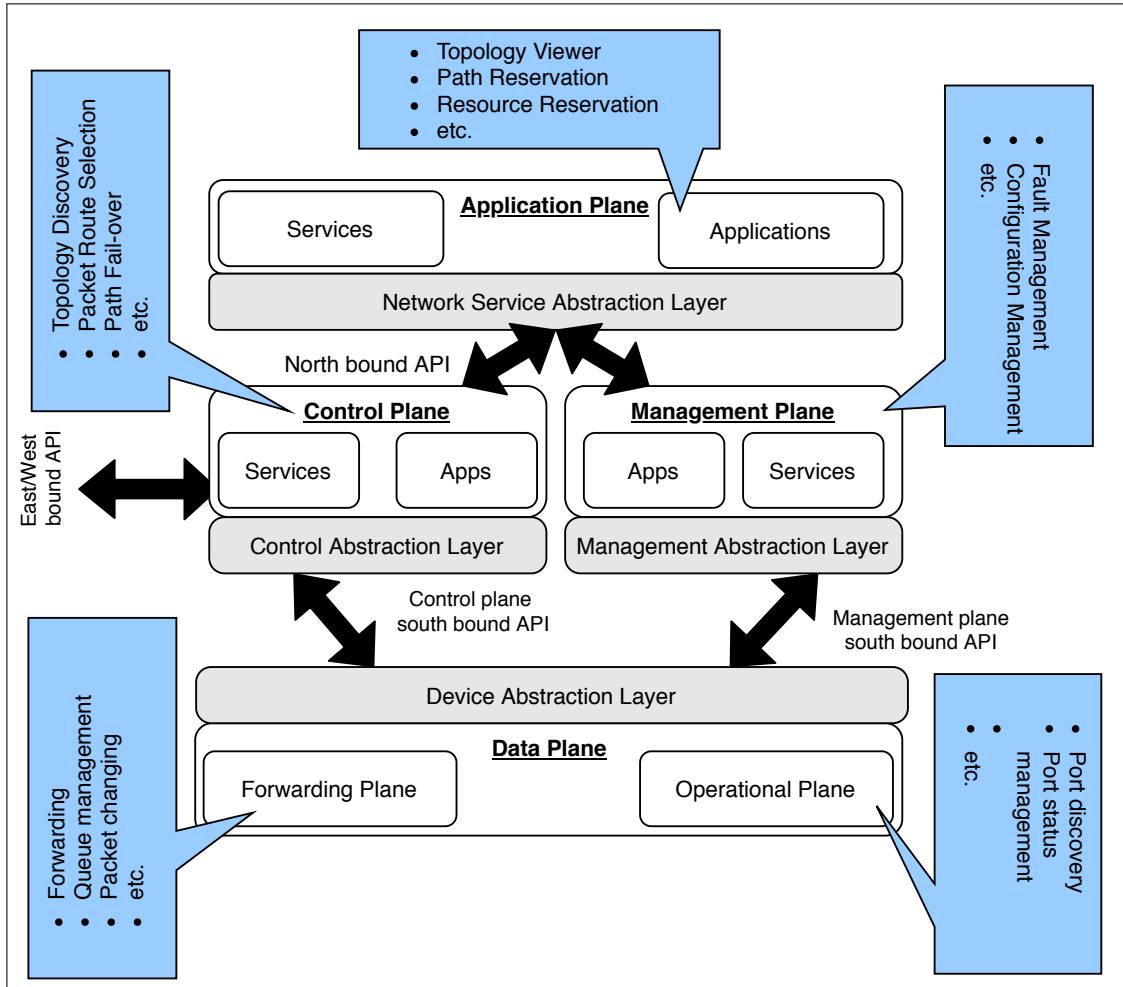 • Topology Viewer
• Path Reservation
• Resource Reservation
• etc.
• Topology Discovery
• Packet Route Selection
• Path Fail-over
• etc.
• Fault Management
• Configuration Management
• etc.
Application Plane
Services
Applications
Network Service Abstraction Layer
North bound API
Control Plane
Management Plane
Services
Apps
Apps
Services
East/West
bound API
Control Abstraction Layer
Management Abstraction Layer
Control plane
south bound API
Management plane
south bound API
Device Abstraction Layer
Data Plane
Forwarding Plane
Operational Plane
• Forwarding
• Queue management
• Packet changing
• etc.
• Port discovery
• Port status
management
•
• etc.